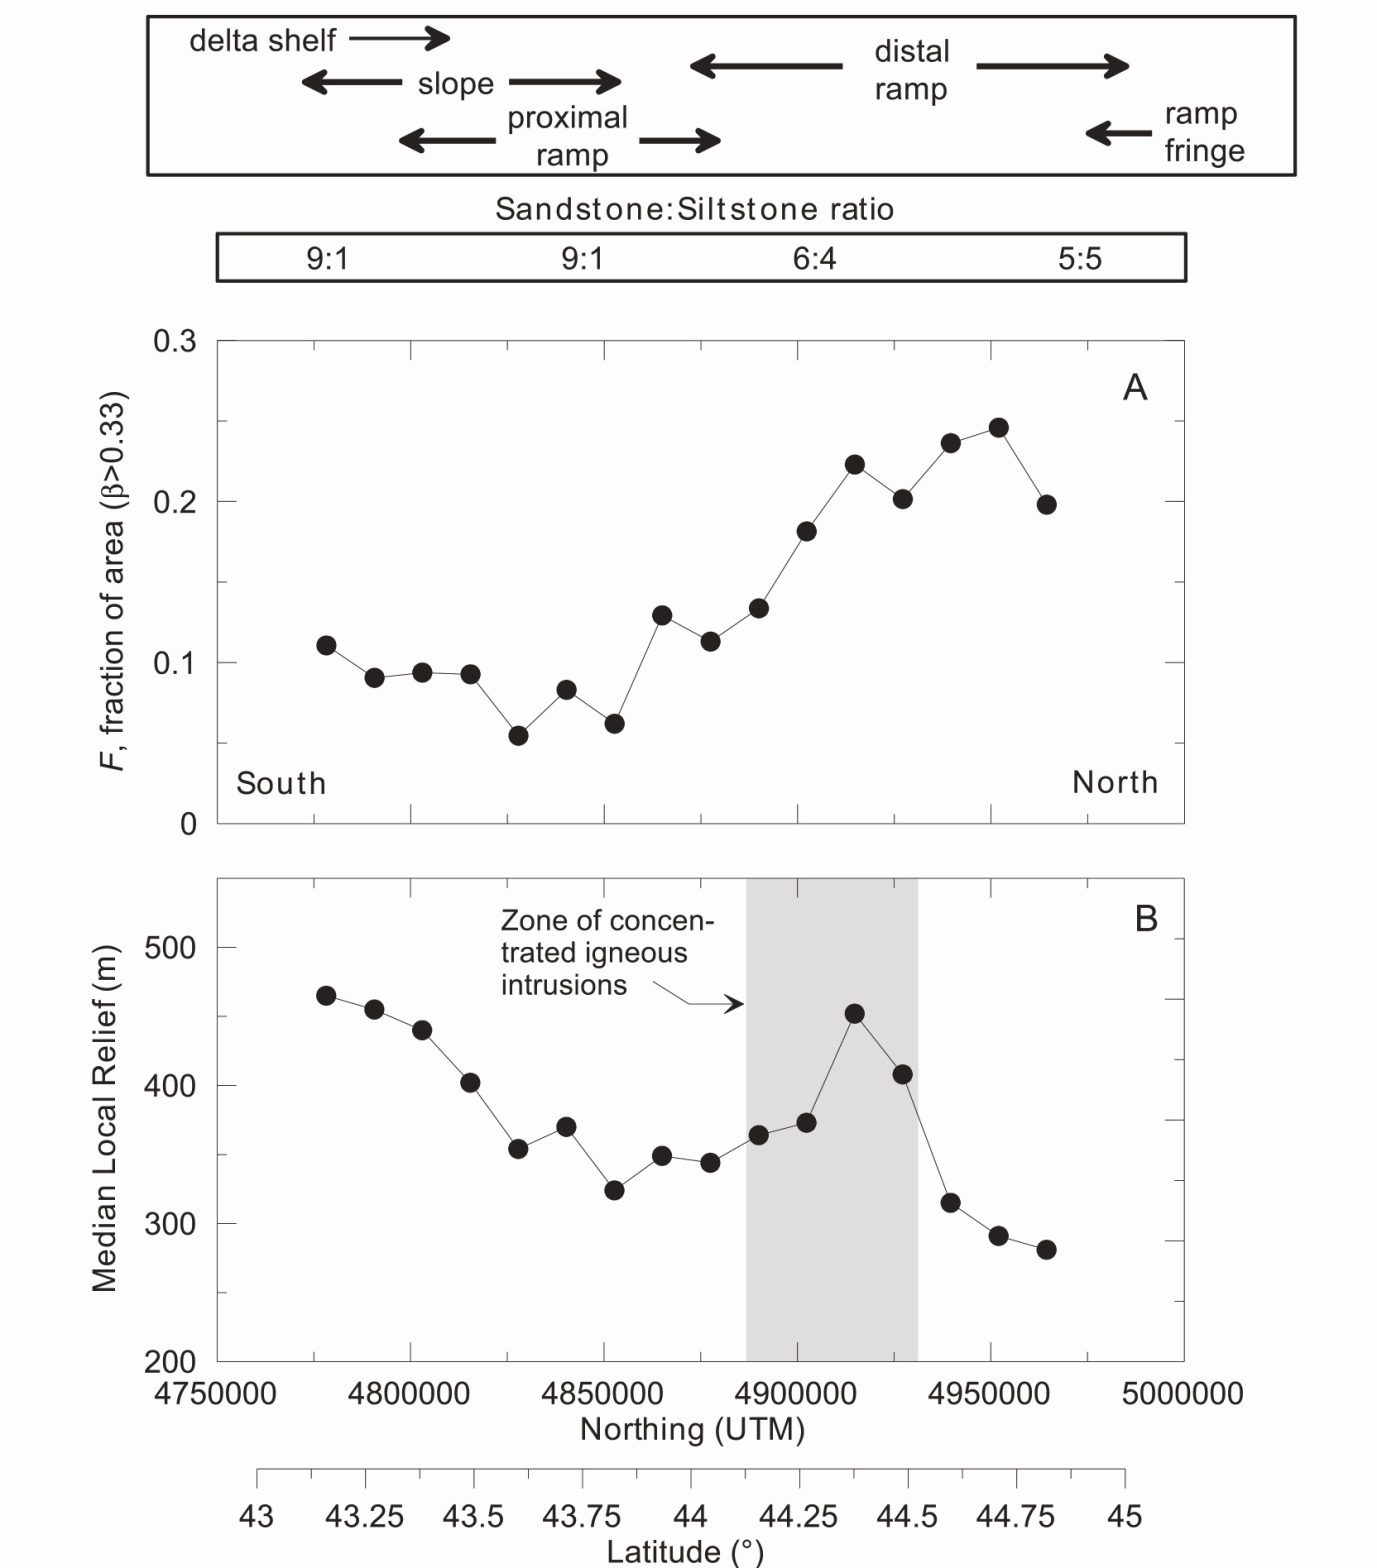 delta shelf
slope
proximal
ramp
distal
ramp
ramp
fringe
Sandstone:Siltstone ratio
9:1 9:1 6:4 5:5
A
0.3
0.2
0.1
0
F, fraction of area (β>0.33)
South North
B
Zone of concen-
trated igneous
intrusions
500
400
300
200
Median Local Relief (m)
4750000 4800000 4850000 4900000 4950000 5000000
Northing (UTM)
43 43.25 43.5 43.75 44 44.25 44.5 44.75 45
Latitude (°)